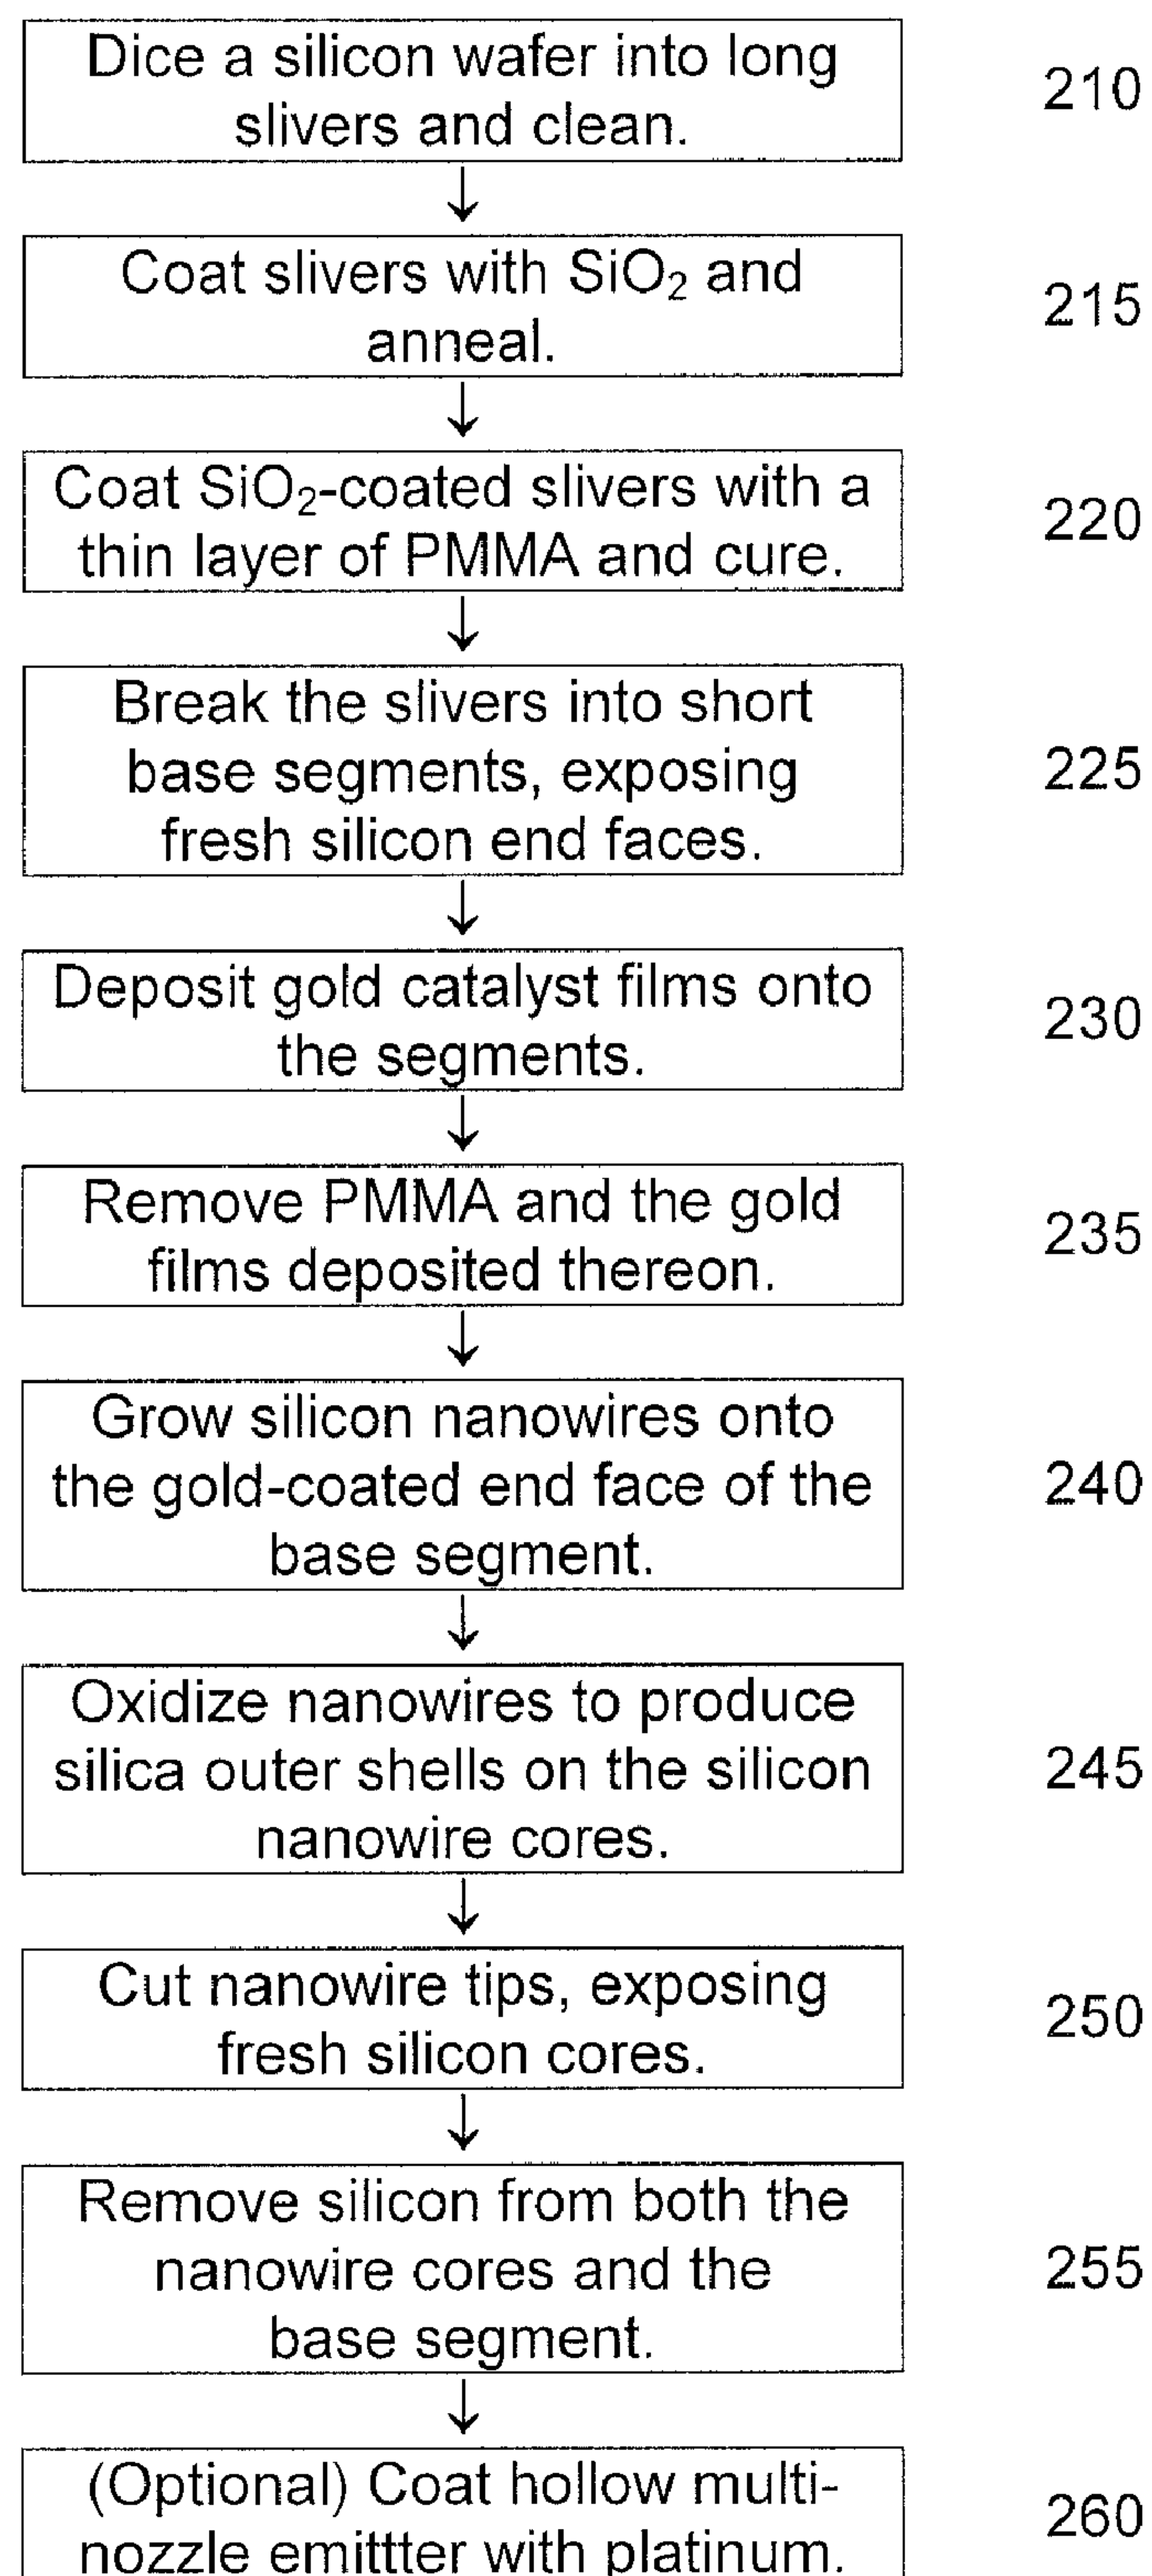 Dice a silicon wafer into long
slivers and clean.
210
Coat slivers with SiO₂ and
anneal.
215
Coat SiO₂-coated slivers with a
thin layer of PMMA and cure.
220
Break the slivers into short
base segments, exposing
fresh silicon end faces.
225
Deposit gold catalyst films onto
the segments.
230
Remove PMMA and the gold
films deposited thereon.
235
Grow silicon nanowires onto
the gold-coated end face of the
base segment.
240
Oxidize nanowires to produce
silica outer shells on the silicon
nanowire cores.
245
Cut nanowire tips, exposing
fresh silicon cores.
250
Remove silicon from both the
nanowire cores and the
base segment.
255
(Optional) Coat hollow multi-
nozzle emittter with platinum.
260